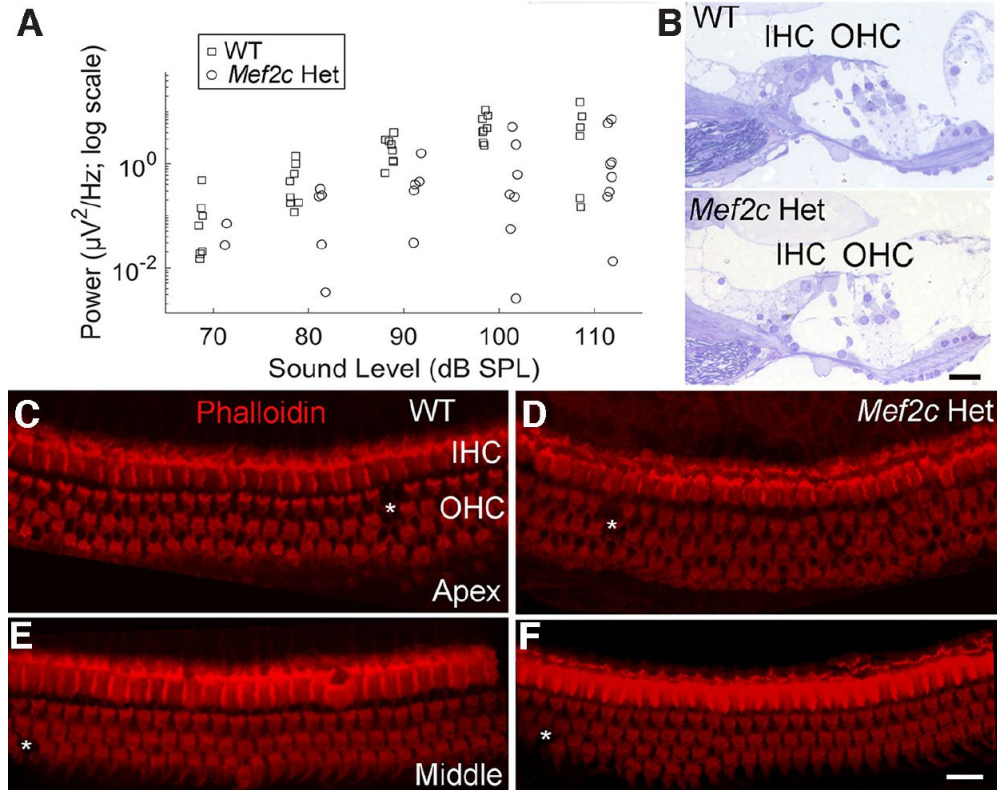 A
WT
Mef2c Het
Power (µV²/Hz; log scale)
10⁰
10⁻²
70 80 90 100 110
Sound Level (dB SPL)
B
WT
IHC OHC
Mef2c Het
IHC OHC
C
Phalloidin
WT
IHC
*
OHC
Apex
D
Mef2c Het
*
E
*
Middle
F
*